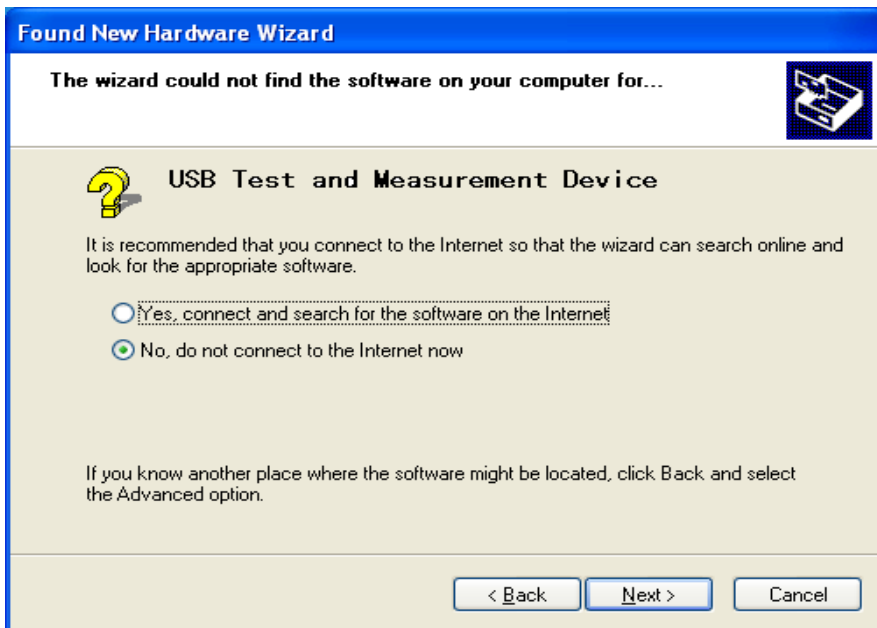 Found New Hardware Wizard
The wizard could not find the software on your computer for...
USB Test and Measurement Device
It is recommended that you connect to the Internet so that the wizard can search online and
look for the appropriate software.
Yes, connect and search for the software on the Internet
No, do not connect to the Internet now
If you know another place where the software might be located, click Back and select
the Advanced option.
< Back
Next >
Cancel